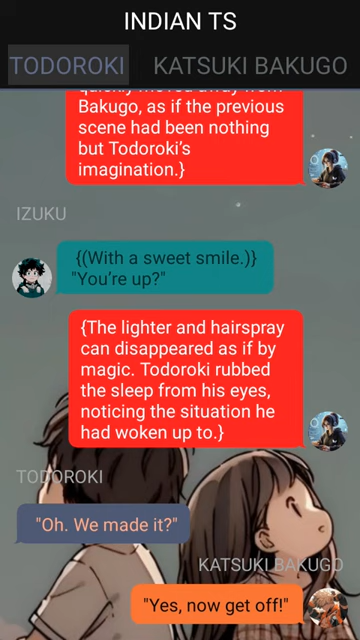 INDIAN TS
TODOROKI KATSUKI BAKUGO
Bakugo, as if the previous
scene had been nothing
but Todoroki’s
imagination.}
IZUKU
{(With a sweet smile.)}
"You’re up?"
{The lighter and hairspray
can disappeared as if by
magic. Todoroki rubbed
the sleep from his eyes,
noticing the situation he
had woken up to.}
TODOROKI
"Oh. We made it?"
KATSUKI BAKUGO
"Yes, now get off!"